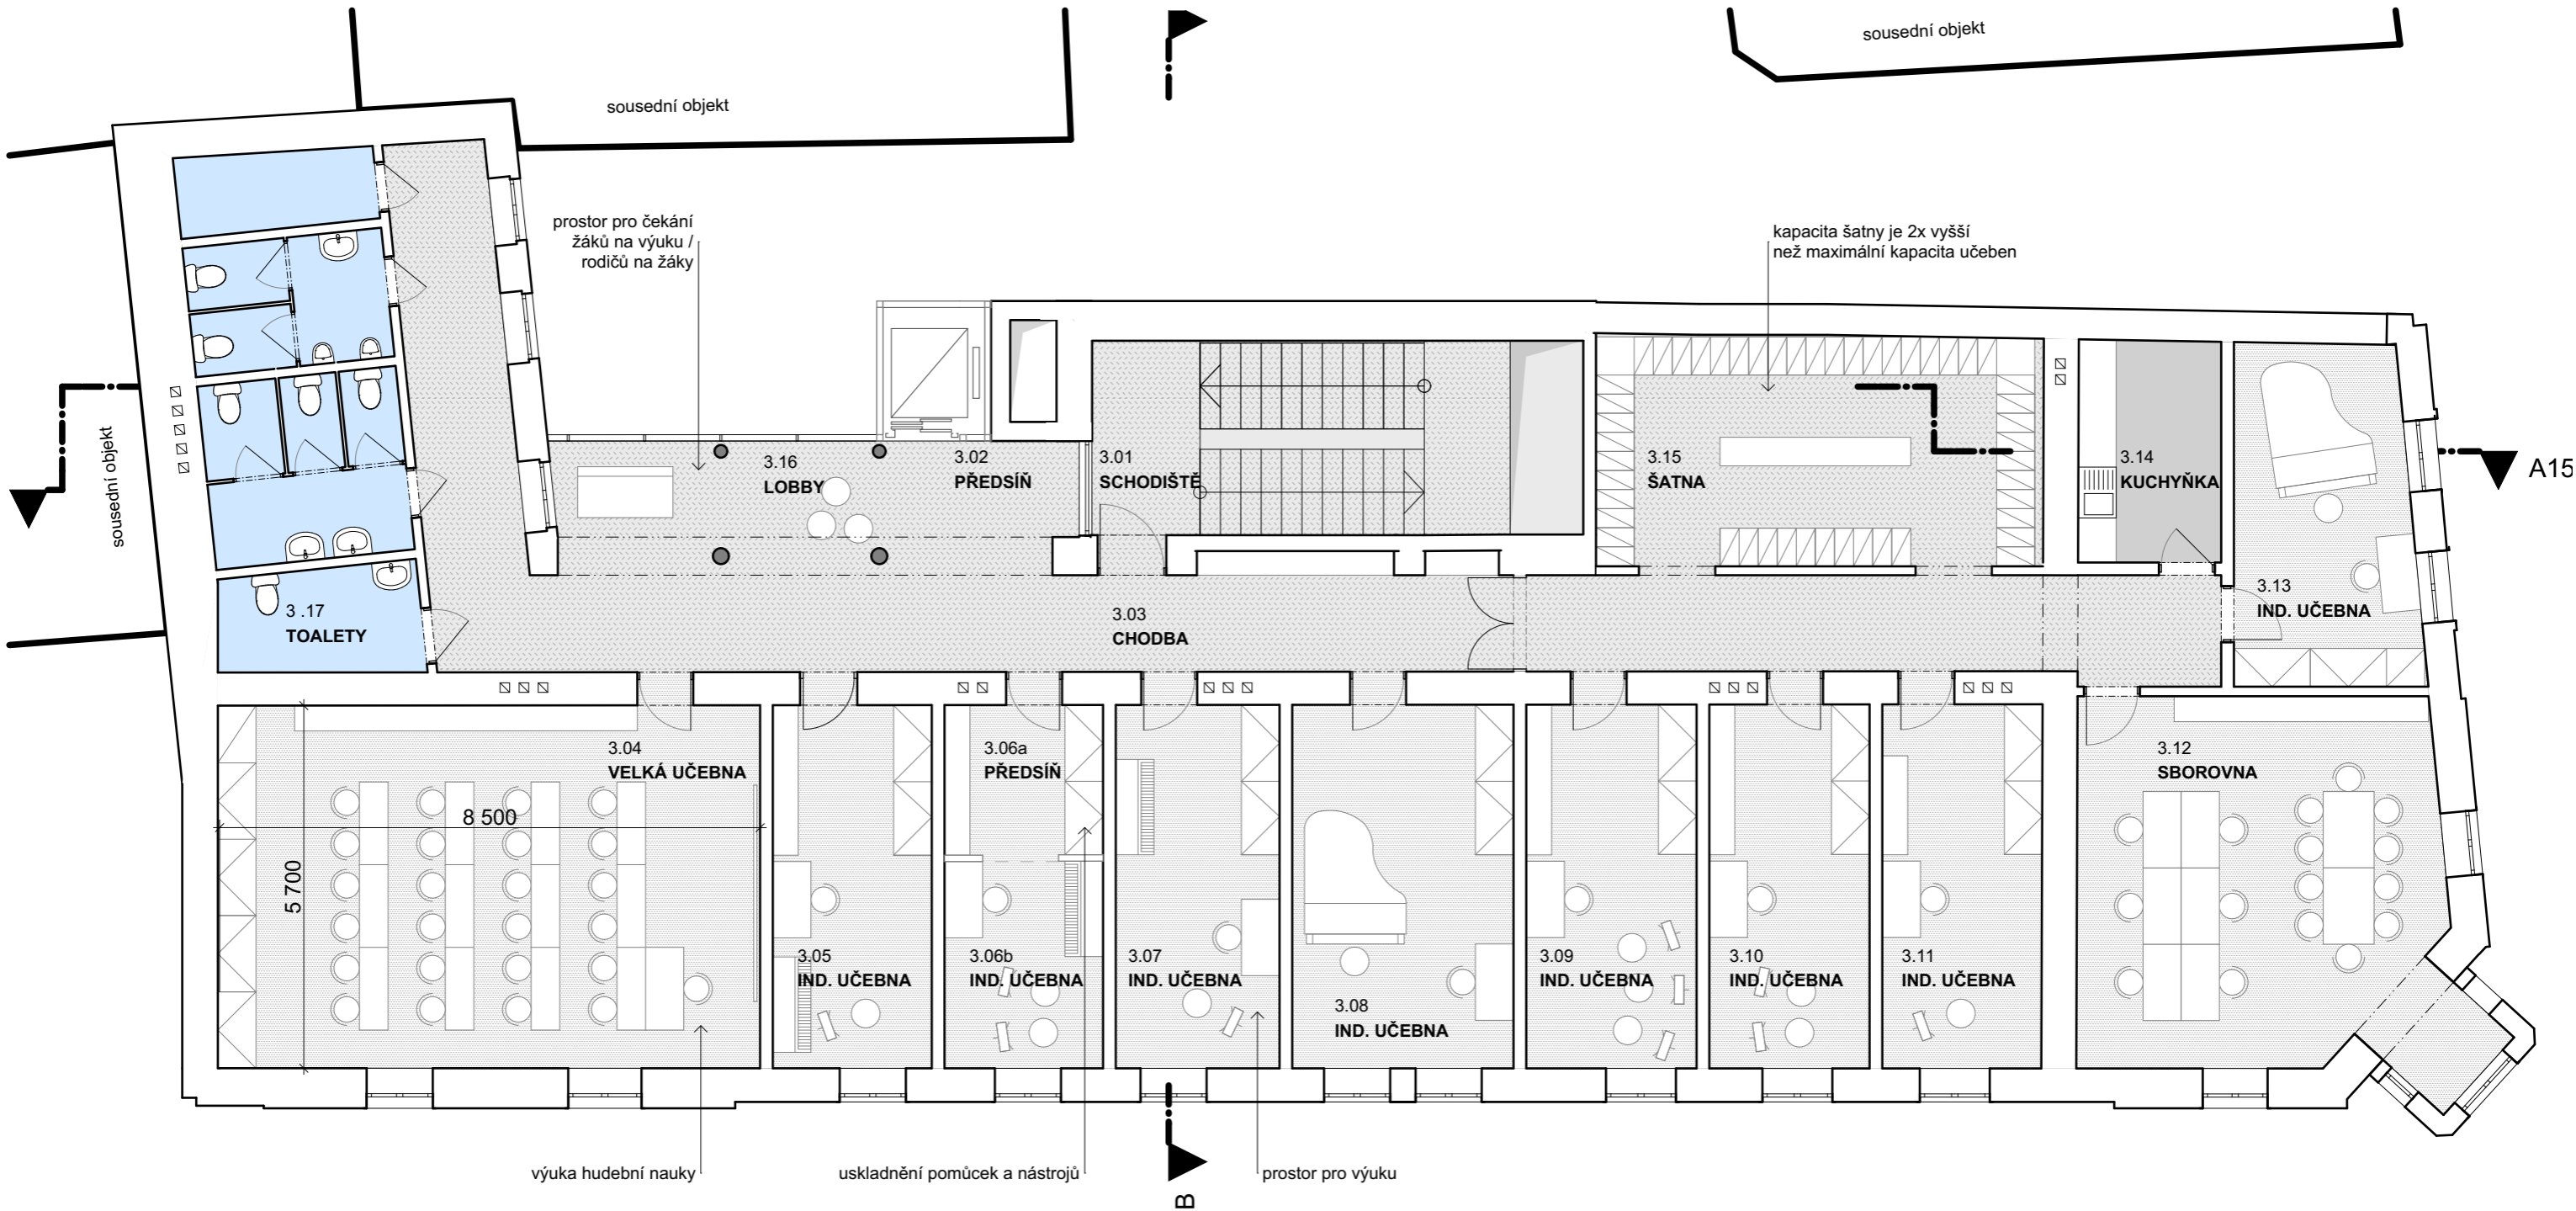 sousední objekt
sousední objekt
prostor pro čekání
žáků na výuku /
rodičů na žáky
kapacita šatny je 2x vyšší
než maximální kapacita učeben
sousední objekt
3.16
LOBBY
3.02
PŘEDSÍŇ
3.01
SCHODIŠTĚ
3.15
ŠATNA
3.14
KUCHYŇKA
A15
3 .17
TOALETY
3.03
CHODBA
3.13
IND. UČEBNA
3.04
VELKÁ UČEBNA
3.06a
PŘEDSÍŇ
3.12
SBOROVNA
8 500
5 700
3.05
IND. UČEBNA
3.06b
IND. UČEBNA
3.07
IND. UČEBNA
3.08
IND. UČEBNA
3.09
IND. UČEBNA
3.10
IND. UČEBNA
3.11
IND. UČEBNA
výuka hudební nauky
uskladnění pomůcek a nástrojů
prostor pro výuku
B